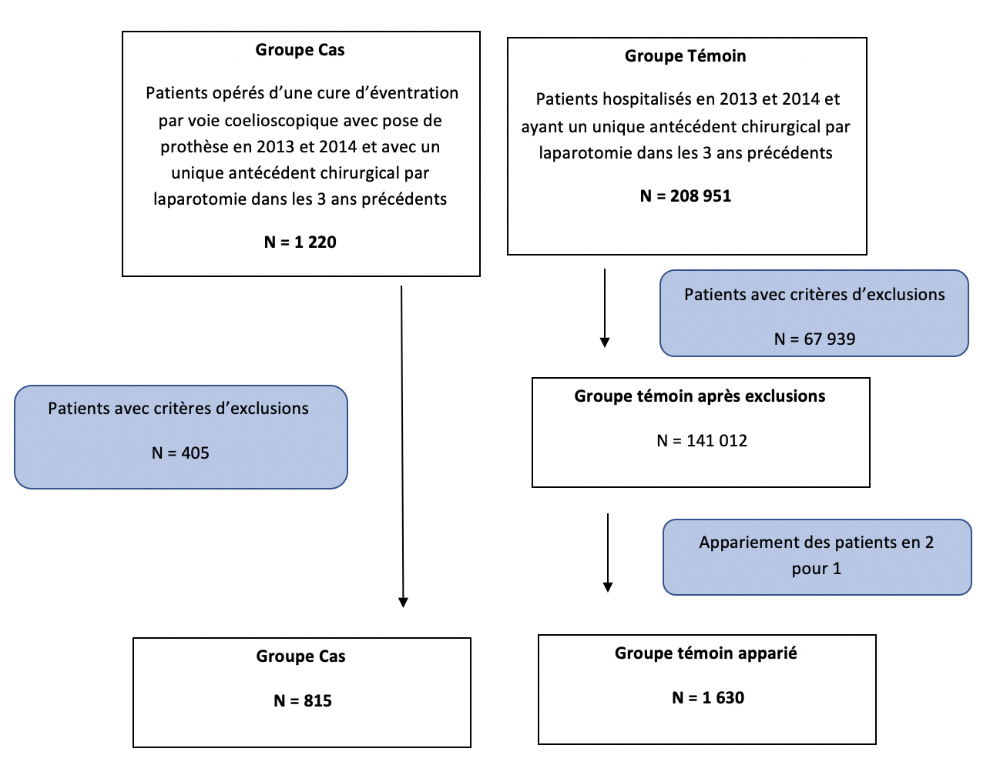 Groupe Cas
Patients opérés d’une cure d’éventration
par voie coelioscopique avec pose de
prothèse en 2013 et 2014 et avec un
unique antécédent chirurgical par
laparotomie dans les 3 ans précédents
N = 1 220
Groupe Témoin
Patients hospitalisés en 2013 et 2014 et
ayant un unique antécédent chirurgical par
laparotomie dans les 3 ans précédents
N = 208 951
Patients avec critères d’exclusions
N = 67 939
Patients avec critères d’exclusions
N = 405
Groupe témoin après exclusions
N = 141 012
Appariement des patients en 2
pour 1
Groupe Cas
N = 815
Groupe témoin apparié
N = 1 630